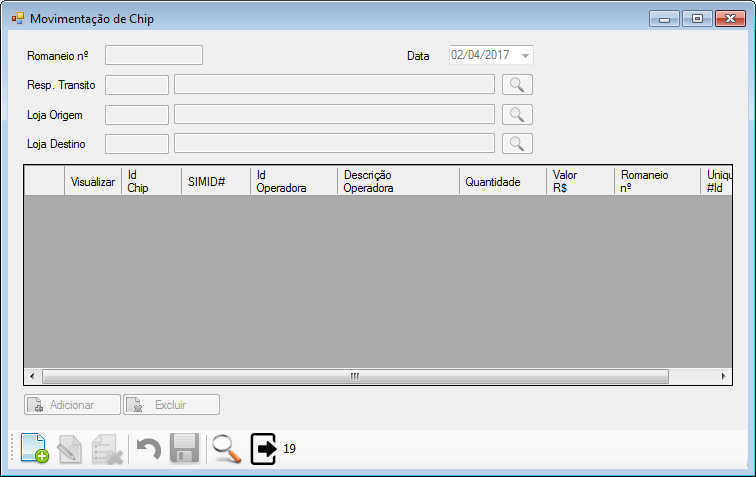 Movimentação de Chip
Romaneio nº
Data 02/04/2017
Resp. Transito
Loja Origem
Loja Destino
Visualizar Id Chip SIMID# Id Operadora Descrição Operadora Quantidade Valor R$ Romaneio nº Uniqu #Id
Adicionar Excluir
19